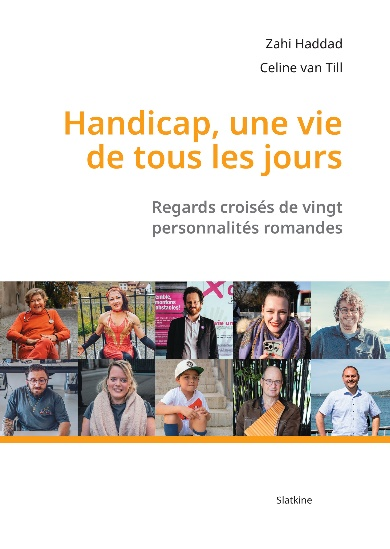 Zahi Haddad
Celine van Till
Handicap, une vie
de tous les jours
Regards croisés de vingt
personnalités romandes
Slatkine